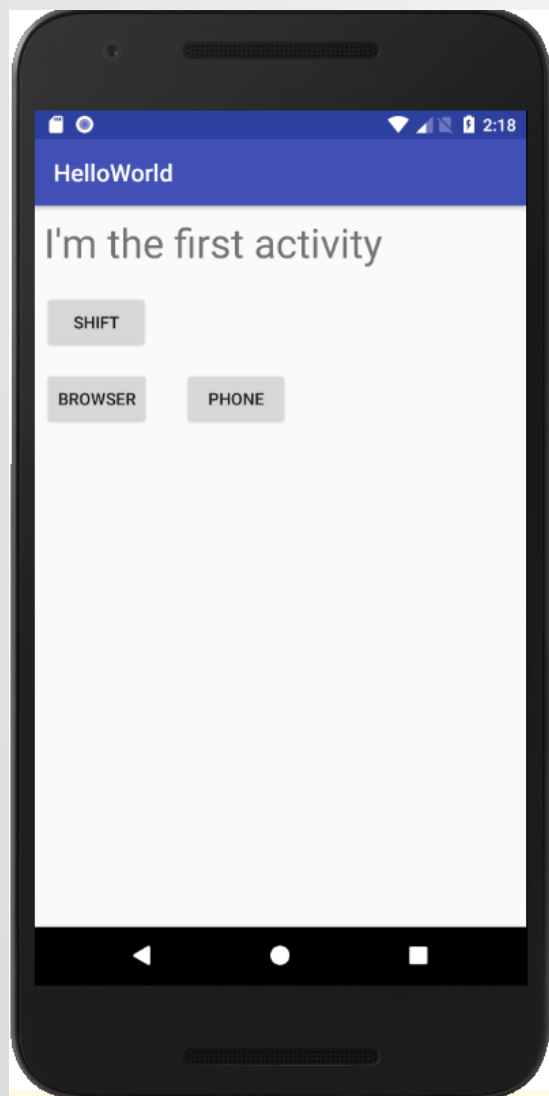 2:18
HelloWorld
I'm the first activity
SHIFT
BROWSER PHONE